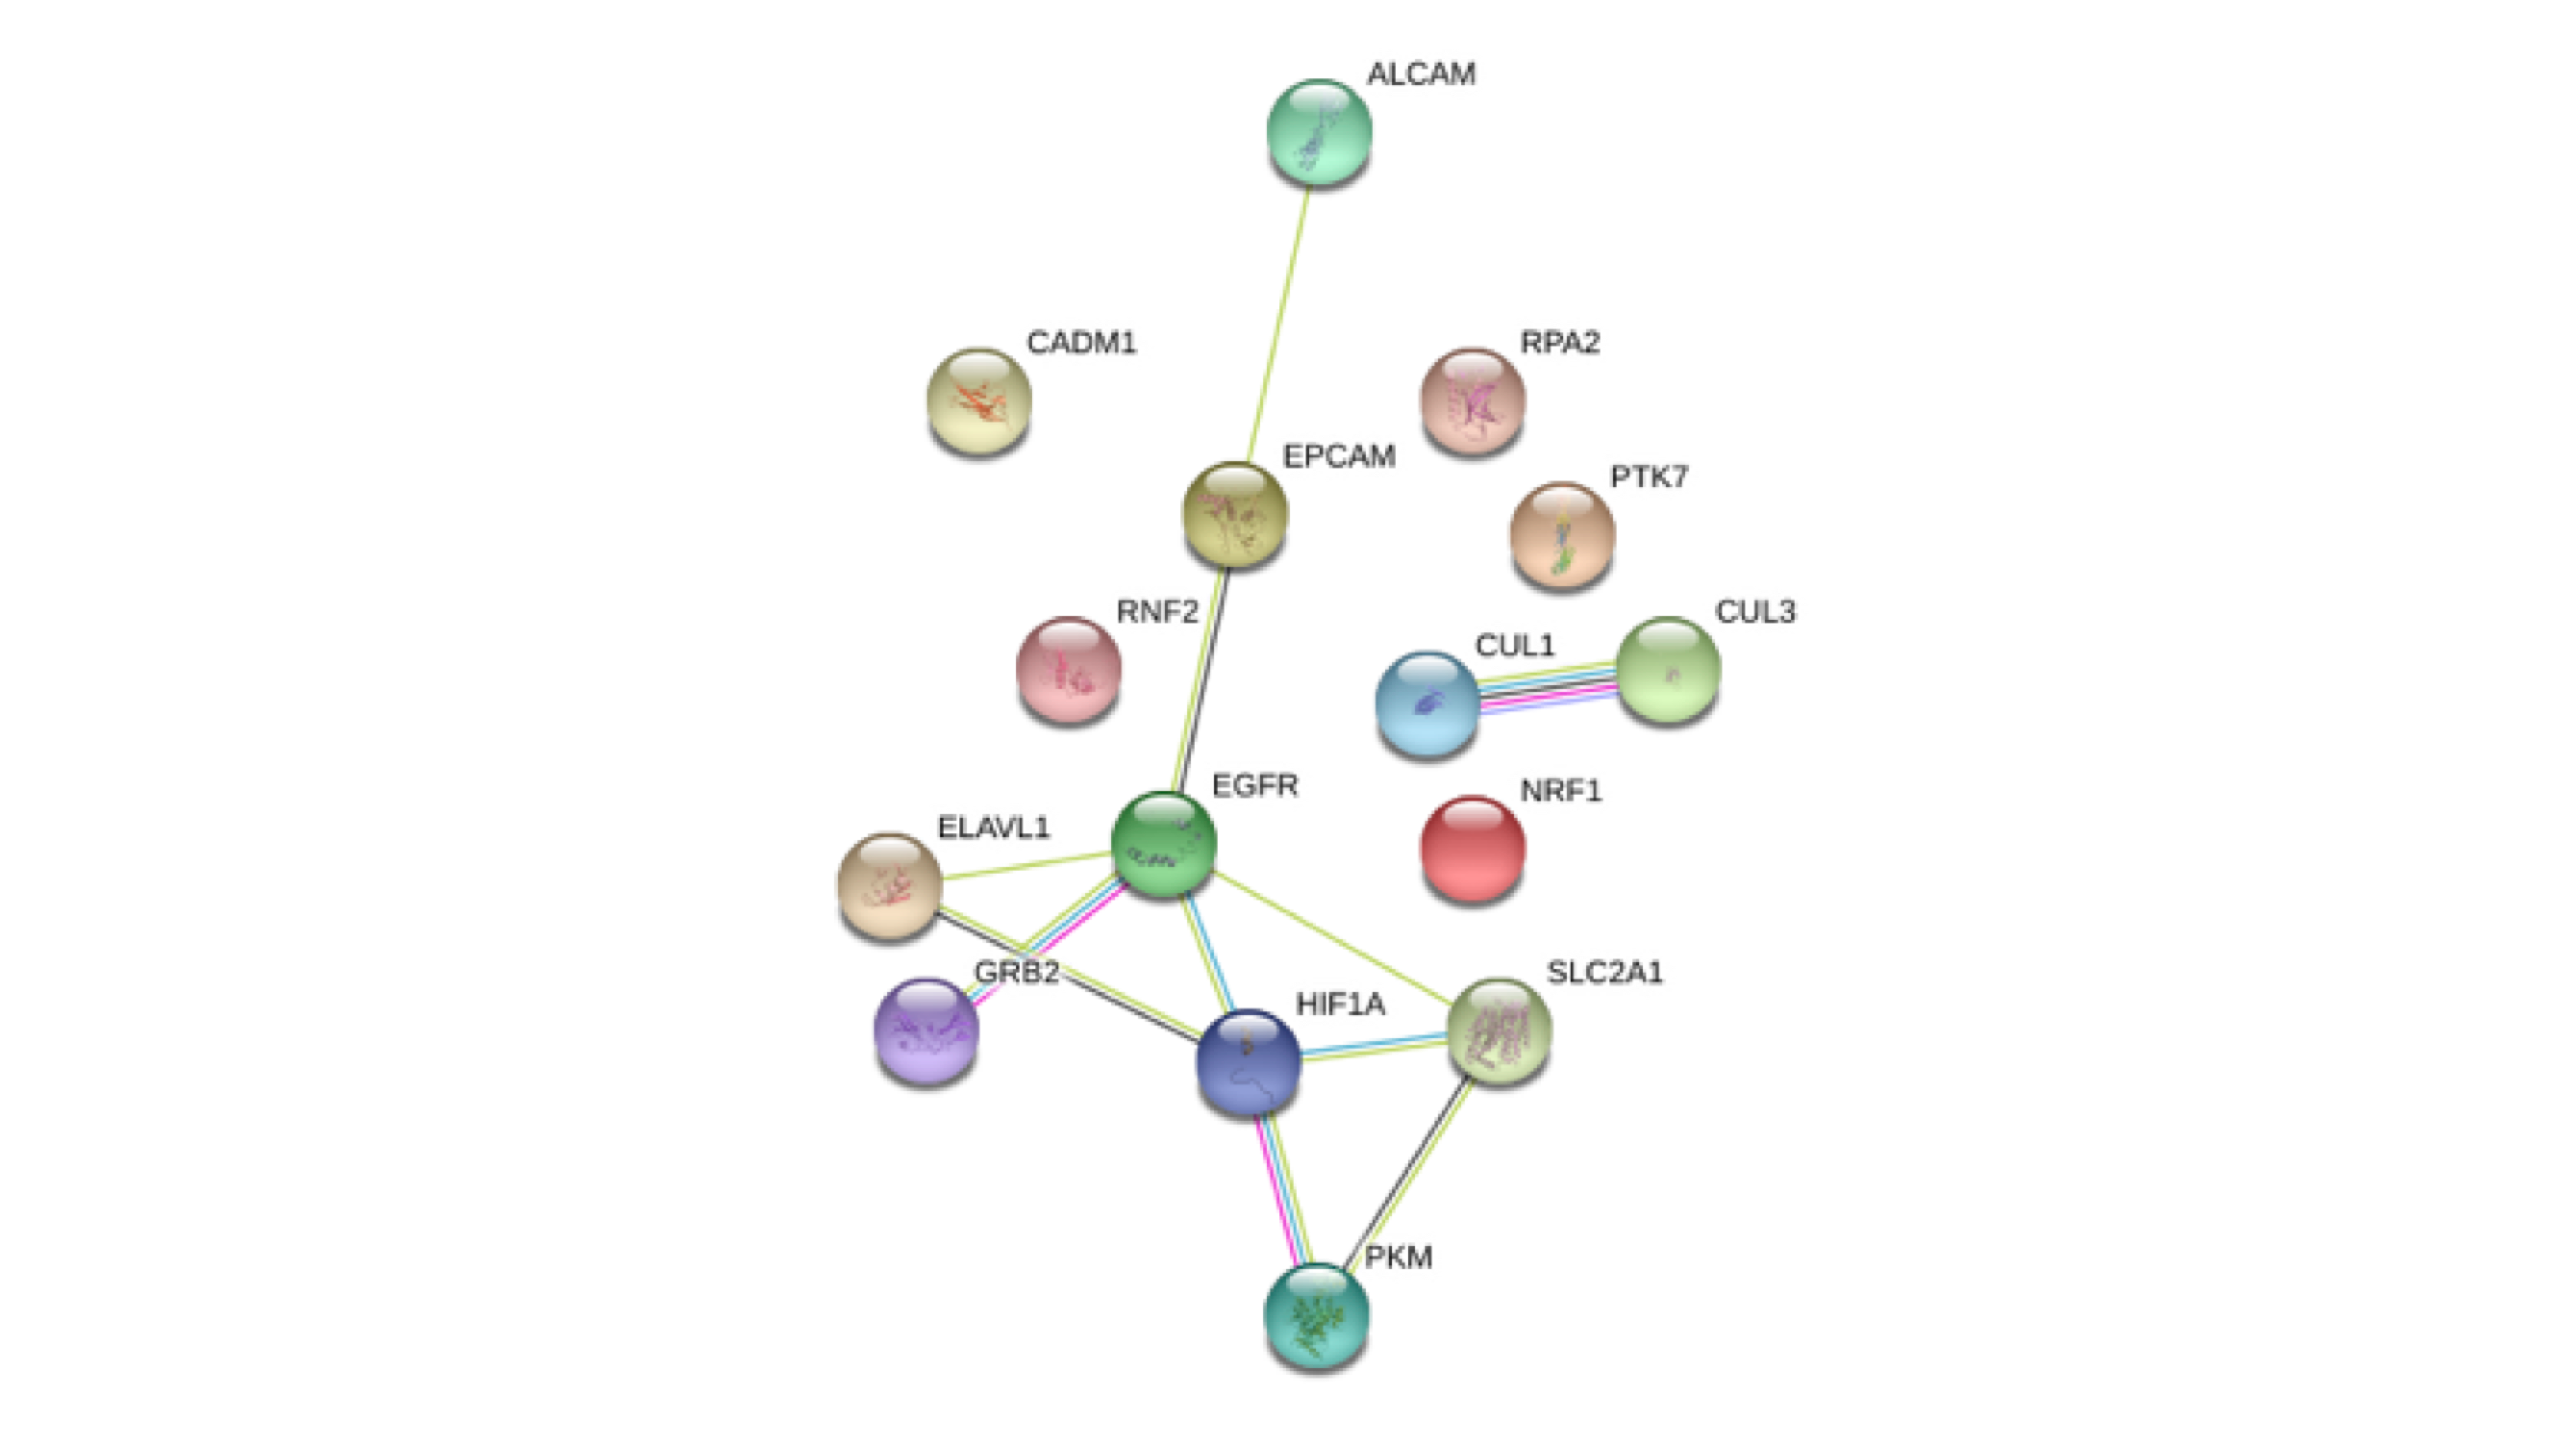 ALCAM
CADM1
RPA2
EPCAM
PTK7
RNF2
CUL3
CUL1
EGFR
NRF1
ELAVL1
GRB2
SLC2A1
HIF1A
PKM